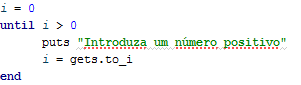 i = 0
until i > 0
    puts "Introduza um número positivo"
    i = gets.to_i
end